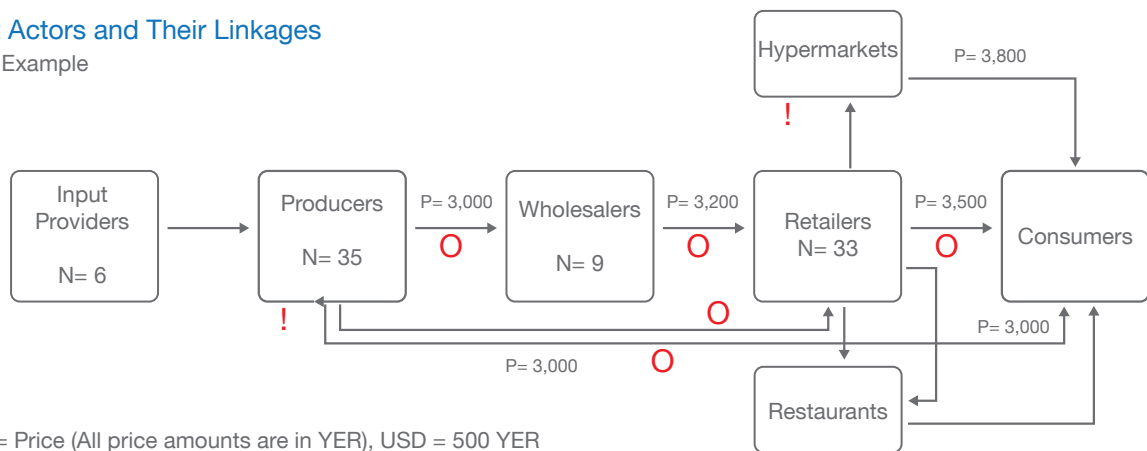 Actors and Their Linkages
Example
Hypermarkets
P= 3,800
!
Input
Providers
N= 6
Producers
N= 35
P= 3,000
O
Wholesalers
N= 9
P= 3,200
O
Retailers
N= 33
P= 3,500
O
Consumers
!
O
P= 3,000
P= 3,000
O
Restaurants
= Price (All price amounts are in YER), USD = 500 YER